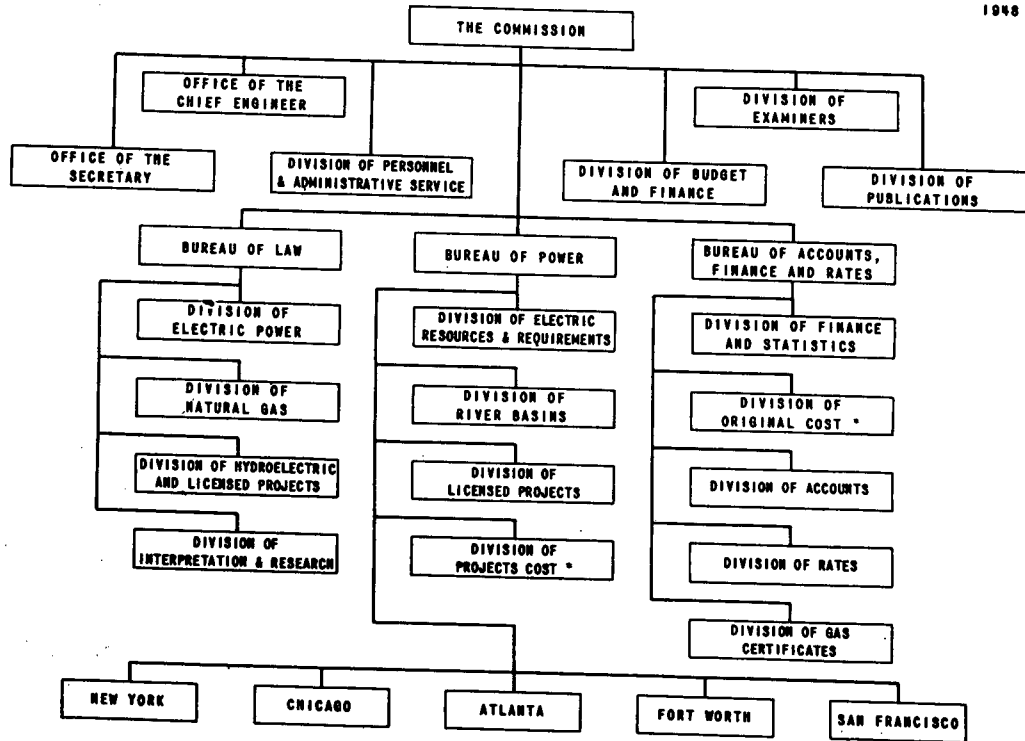 1948
THE COMMISSION
OFFICE OF THE
CHIEF ENGINEER
DIVISION OF
EXAMINERS
OFFICE OF THE
SECRETARY
DIVISION OF PERSONNEL
& ADMINISTRATIVE SERVICE
DIVISION OF BUDGET
AND FINANCE
DIVISION OF
PUBLICATIONS
BUREAU OF LAW
BUREAU OF POWER
BUREAU OF ACCOUNTS,
FINANCE AND RATES
DIVISION OF
ELECTRIC POWER
DIVISION OF ELECTRIC
RESOURCES & REQUIREMENTS
DIVISION OF FINANCE
AND STATISTICS
DIVISION OF
NATURAL GAS
DIVISION OF
RIVER BASINS
DIVISION OF
ORIGINAL COST *
DIVISION OF HYDROELECTRIC
AND LICENSED PROJECTS
DIVISION OF
LICENSED PROJECTS
DIVISION OF ACCOUNTS
DIVISION OF
INTERPRETATION & RESEARCH
DIVISION OF
PROJECTS COST *
DIVISION OF RATES
DIVISION OF GAS
CERTIFICATES
NEW YORK
CHICAGO
ATLANTA
FORT WORTH
SAN FRANCISCO